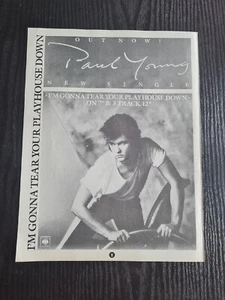 OUT NOW!
Paul Young
NEW SINGLE
I'M GONNA TEAR YOUR PLAYHOUSE DOWN
·I'M GONNA TEAR YOUR PLAYHOUSE DOWN·
ON 7" & 3 TRACK 12"